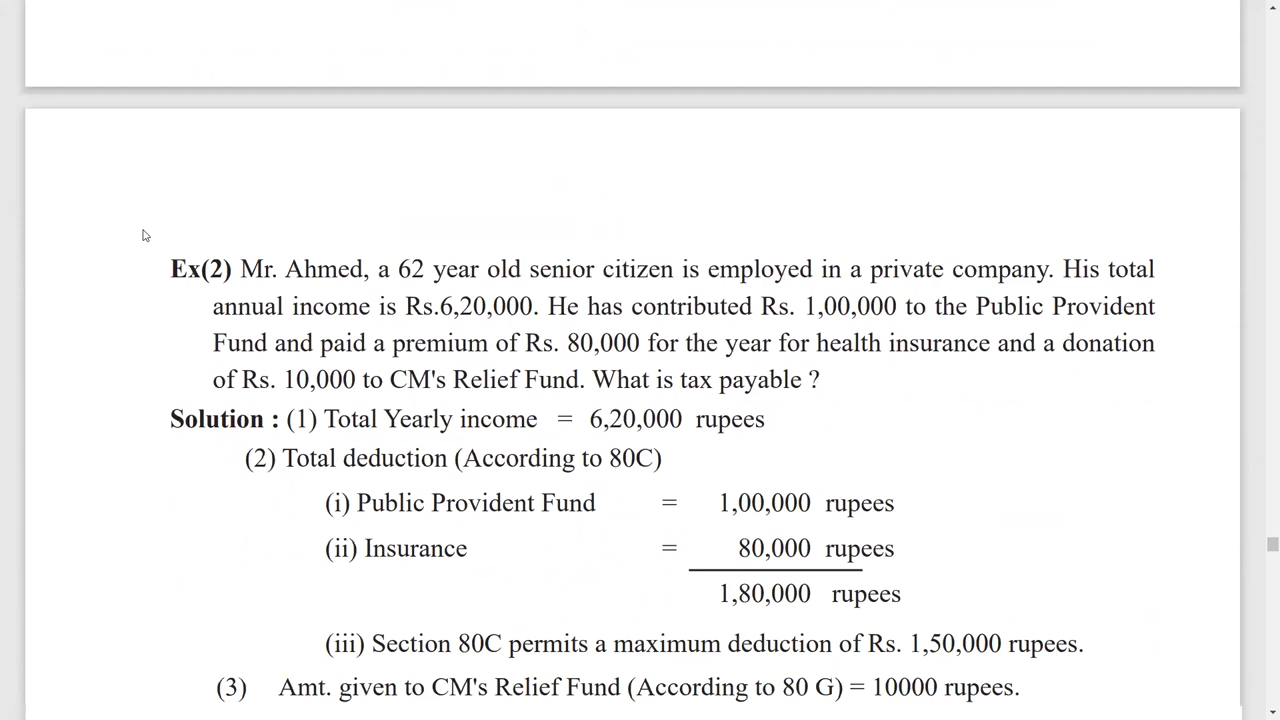 Ex(2) Mr. Ahmed, a 62 year old senior citizen is employed in a private company. His total
annual income is Rs.6,20,000. He has contributed Rs. 1,00,000 to the Public Provident
Fund and paid a premium of Rs. 80,000 for the year for health insurance and a donation
of Rs. 10,000 to CM's Relief Fund. What is tax payable ?
Solution : (1) Total Yearly income = 6,20,000 rupees
(2) Total deduction (According to 80C)
(i) Public Provident Fund = 1,00,000 rupees
(ii) Insurance = 80,000 rupees
1,80,000 rupees
(iii) Section 80C permits a maximum deduction of Rs. 1,50,000 rupees.
(3) Amt. given to CM's Relief Fund (According to 80 G) = 10000 rupees.